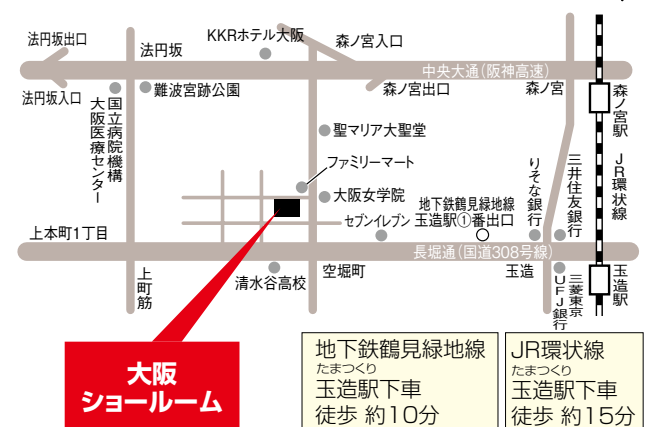 法円坂出口
法円坂
KKRホテル大阪
森ノ宮入口
中央大通(阪神高速)
法円坂入口
難波宮跡公園
森ノ宮出口
森ノ宮
森ノ宮駅
国立病院機構
大阪医療センター
聖マリア大聖堂
ファミリーマート
大阪女学院
地下鉄鶴見緑地線
玉造駅①番出口
セブンイレブン
りそな銀行
三井住友銀行
JR環状線
上本町1丁目
長堀通(国道308号線)
上町筋
清水谷高校
空堀町
玉造
三菱東京
UFJ銀行
玉造駅
大阪
ショールーム
地下鉄鶴見緑地線
たまつくり
玉造駅下車
徒歩 約10分
JR環状線
たまつくり
玉造駅下車
徒歩 約15分